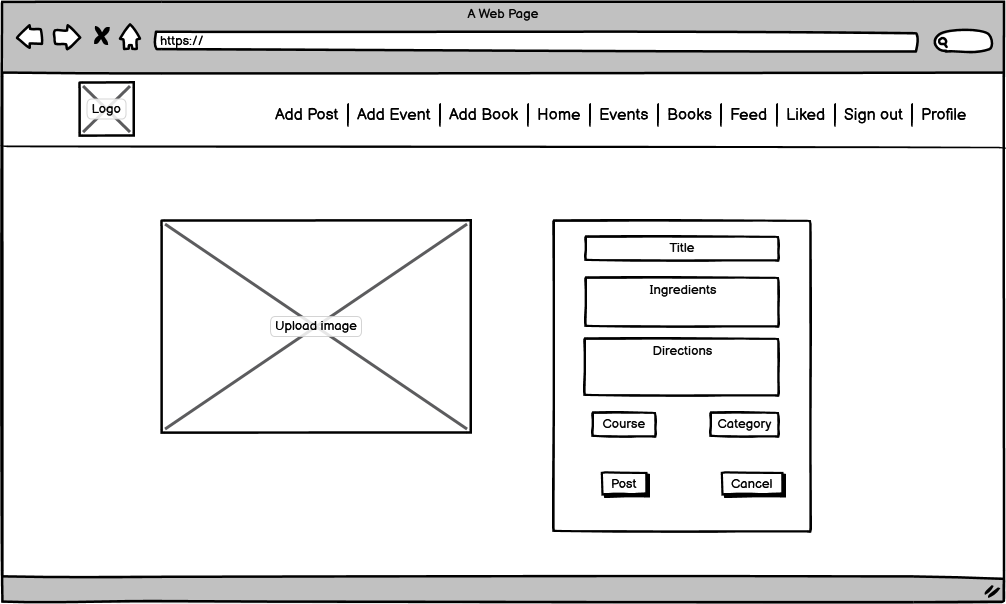 A Web Page
https://
Logo
Add Post | Add Event | Add Book | Home | Events | Books | Feed | Liked | Sign out | Profile
Title
Ingredients
Upload image
Directions
Course Category
Post Cancel